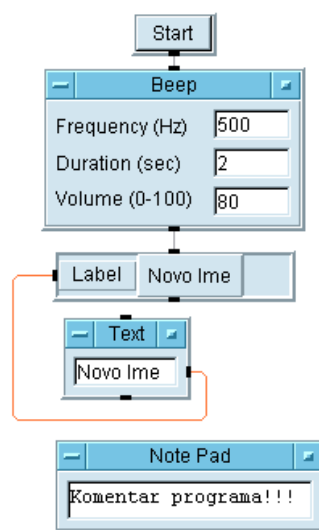 Start
Beep
Frequency (Hz) 500
Duration (sec) 2
Volume (0-100) 80
Label Novo Ime
Text
Novo Ime
Note Pad
Komentar programa!!!